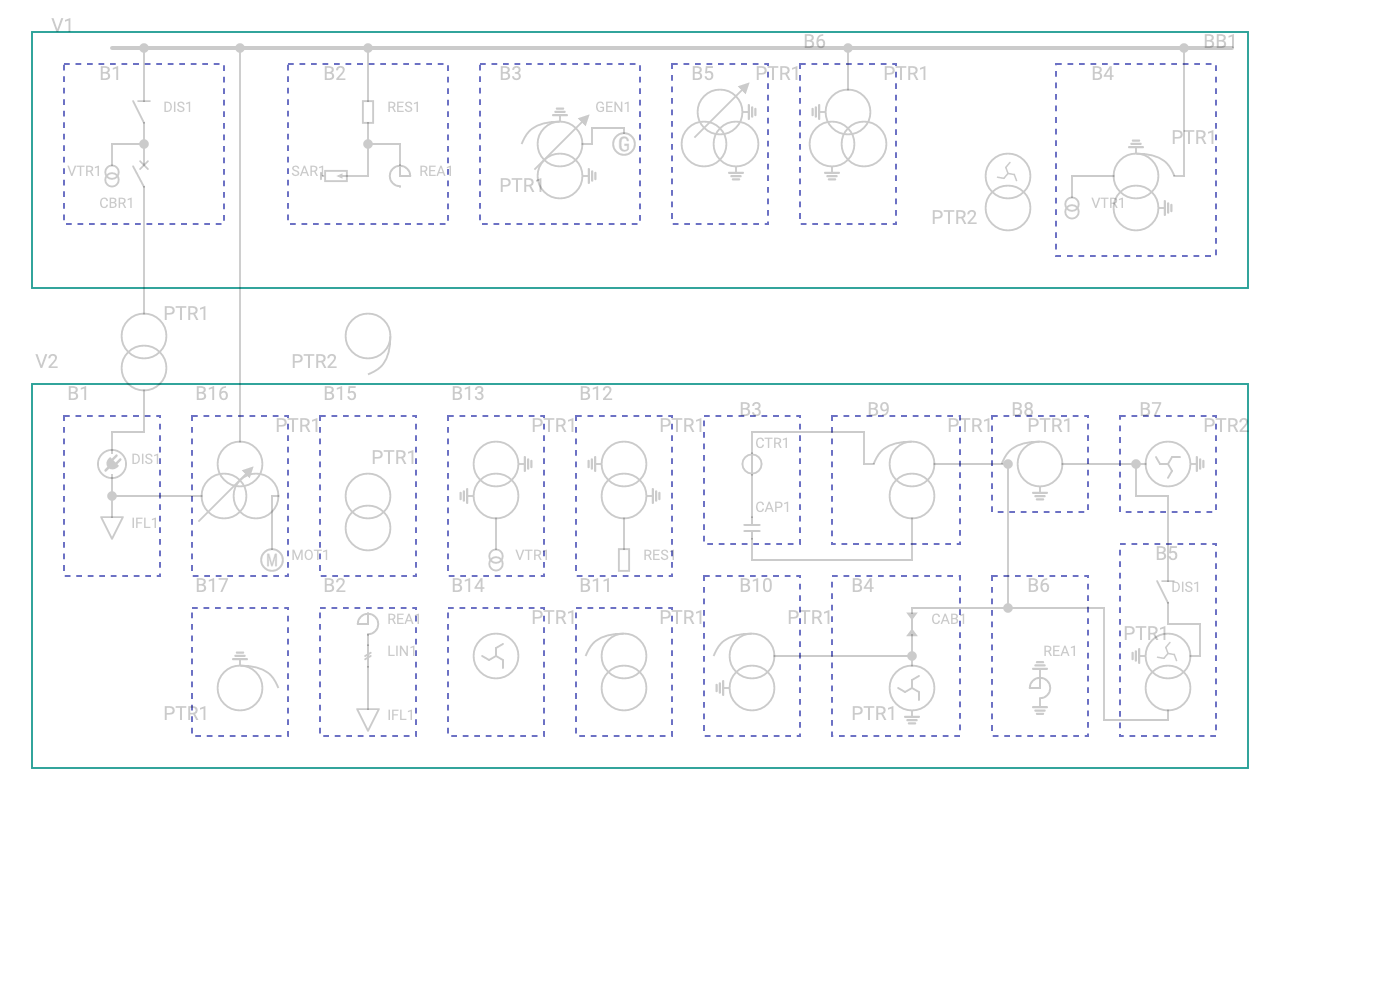 V1
B6
BB1
B1
B2
B3
B5
PTR1
PTR1
B4
DIS1
RES1
GEN1
G
PTR1
VTR1
SAR1
REA1
PTR1
CBR1
VTR1
PTR2
PTR1
V2
PTR2
B1
B16
B15
B13
B12
B3
B9
B8
B7
PTR1
PTR1
PTR1
PTR1
PTR1
PTR2
CTR1
DIS1
PTR1
CAP1
IFL1
MOT1
M
VTR1
RES1
B5
B17
B2
B14
B11
B10
B4
B6
DIS1
REA1
PTR1
PTR1
PTR1
CAB1
PTR1
LIN1
REA1
PTR1
IFL1
PTR1